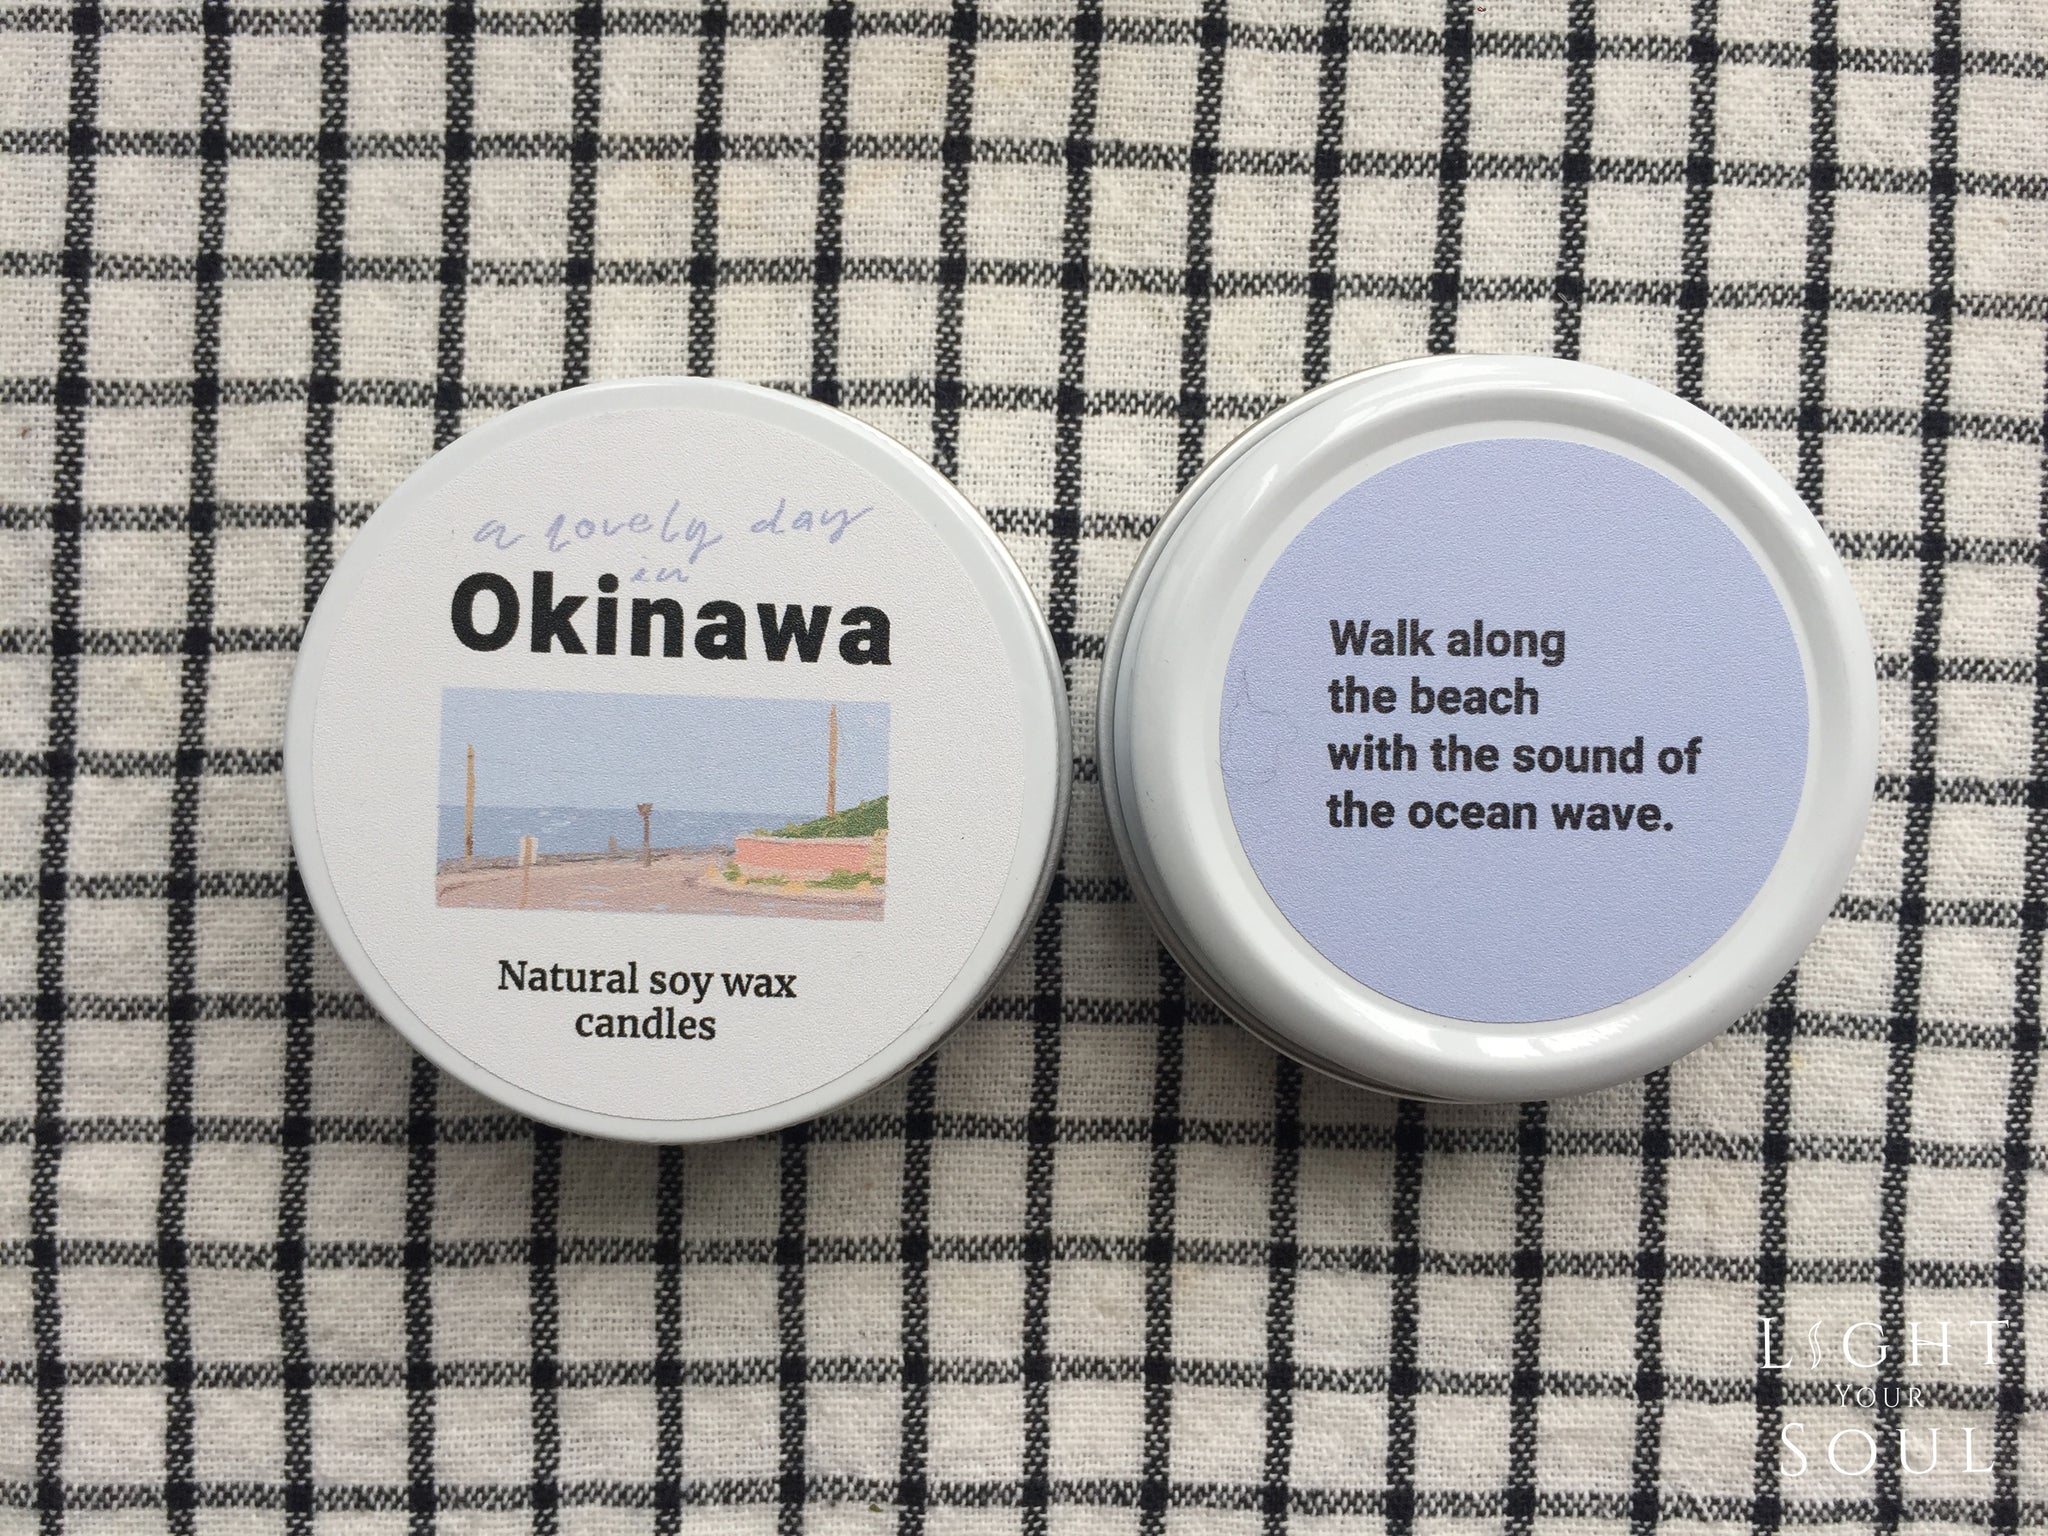 a lovely day
in
Okinawa
Natural soy wax
candles
Walk along
the beach
with the sound of
the ocean wave.
LIGHT
YOUR
SOUL